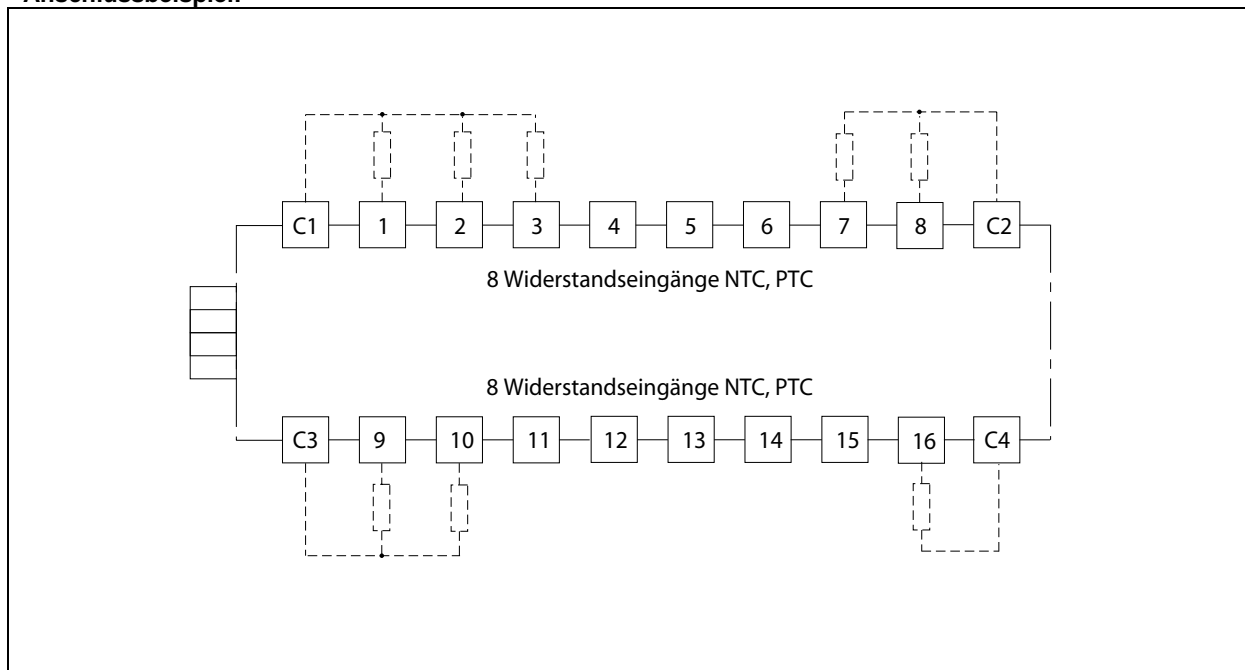 C1 1 2 3 4 5 6 7 8 C2
8 Widerstandseingänge NTC, PTC
8 Widerstandseingänge NTC, PTC
C3 9 10 11 12 13 14 15 16 C4